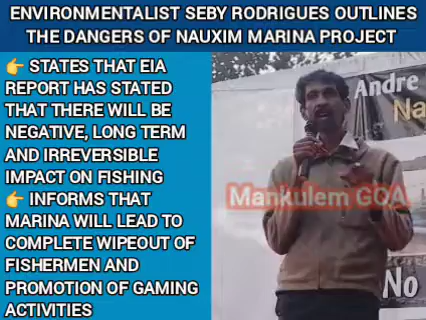 ENVIRONMENTALIST SEBY RODRIGUES OUTLINES
THE DANGERS OF NAUXIM MARINA PROJECT
👉 STATES THAT EIA
REPORT HAS STATED
THAT THERE WILL BE
NEGATIVE, LONG TERM
AND IRREVERSIBLE
IMPACT ON FISHING
👉 INFORMS THAT
MARINA WILL LEAD TO
COMPLETE WIPEOUT OF
FISHERMEN AND
PROMOTION OF GAMING
ACTIVITIES
Andre
Na
Mankulem GOA
No